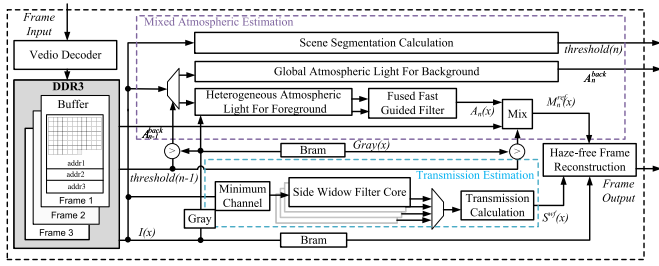 Frame
Input
Vedio Decoder
DDR3
Buffer
addr1
addr2
addr3
Frame 1
Frame 2
Frame 3
Mixed Atmospheric Estimation
Scene Segmentation Calculation
threshold(n)
Global Atmospheric Light For Background
A_n^back
Heterogeneous Atmospheric
Light For Foreground
Fused Fast
Guided Filter
A_n(x)
Mix
M_n^ref(x)
A_n-1^back
>
Bram
Gray(x)
>
threshold(n-1)
Transmission Estimation
Haze-free Frame
Reconstruction
Frame
Output
Minimum
Channel
Side Widow Filter Core
Transmission
Calculation
S^wf(x)
Gray
I(x)
Bram